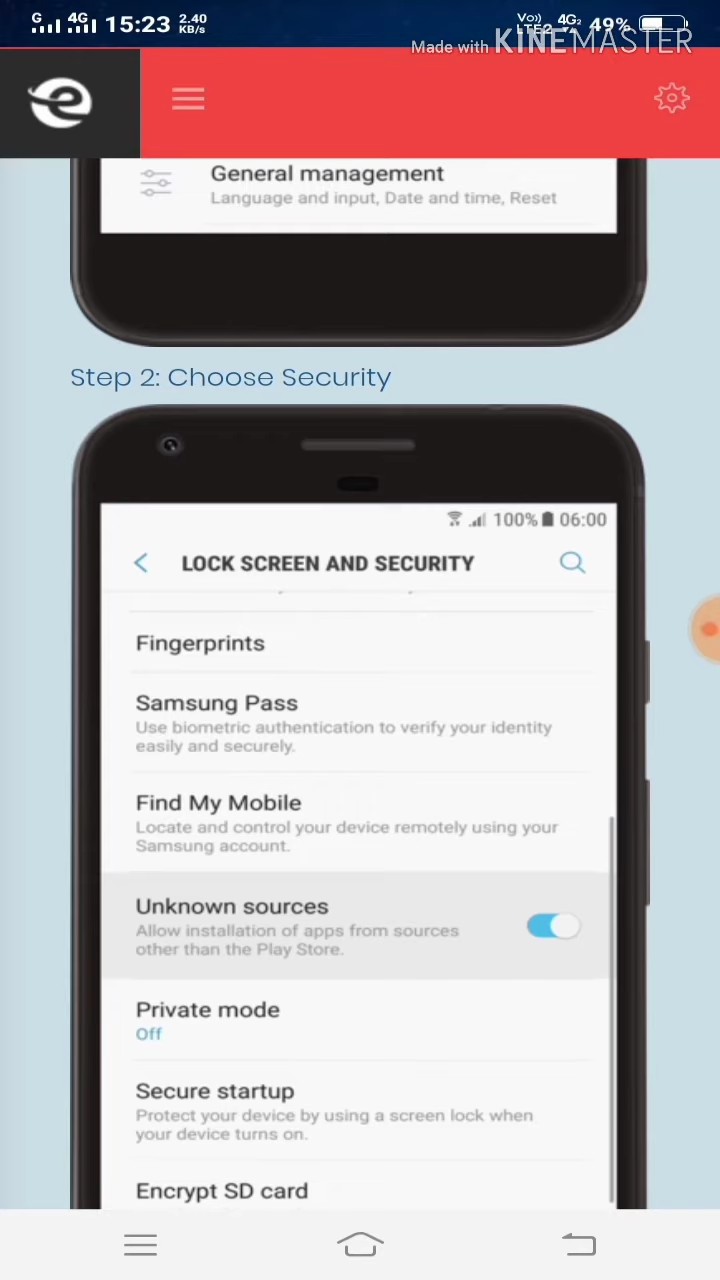 G 4G 15:23 2.40 KB/s Vo)) LTE2 4G2 49%
Made with KINEMASTER
General management
Language and input, Date and time, Reset
Step 2: Choose Security
100% 06:00
LOCK SCREEN AND SECURITY
Fingerprints
Samsung Pass
Use biometric authentication to verify your identity
easily and securely.
Find My Mobile
Locate and control your device remotely using your
Samsung account.
Unknown sources
Allow installation of apps from sources
other than the Play Store.
Private mode
Off
Secure startup
Protect your device by using a screen lock when
your device turns on.
Encrypt SD card